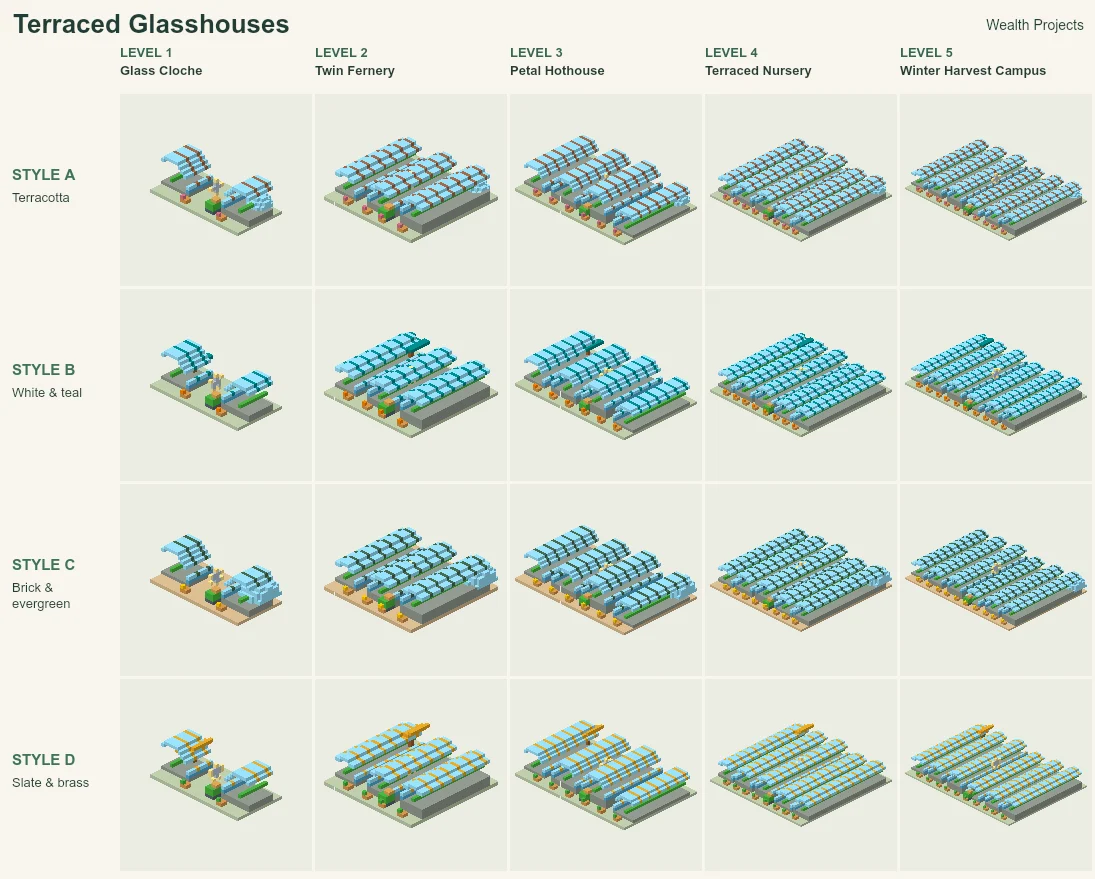 Terraced Glasshouses
Wealth Projects
LEVEL 1
Glass Cloche
LEVEL 2
Twin Fernery
LEVEL 3
Petal Hothouse
LEVEL 4
Terraced Nursery
LEVEL 5
Winter Harvest Campus
STYLE A
Terracotta
STYLE B
White & teal
STYLE C
Brick &
evergreen
STYLE D
Slate & brass